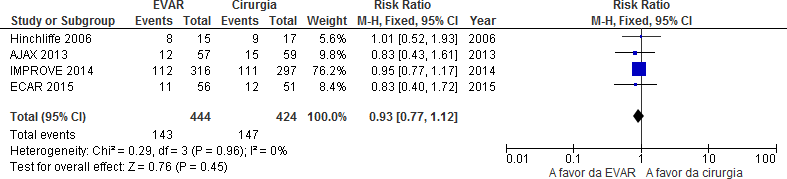 EVAR Cirurgia Risk Ratio Risk Ratio
Study or Subgroup Events Total Events Total Weight M-H, Fixed, 95% CI Year M-H, Fixed, 95% CI
Hinchliffe 2006 8 15 9 17 5.6% 1.01 [0.52, 1.93] 2006
AJAX 2013 12 57 15 59 9.8% 0.83 [0.43, 1.61] 2013
IMPROVE 2014 112 316 111 297 76.2% 0.95 [0.77, 1.17] 2014
ECAR 2015 11 56 12 51 8.4% 0.83 [0.40, 1.72] 2015
Total (95% CI) 444 424 100.0% 0.93 [0.77, 1.12]
Total events 143 147
Heterogeneity: Chi² = 0.29, df = 3 (P = 0.96); I² = 0%
Test for overall effect: Z = 0.76 (P = 0.45)
0.01 0.1 1 10 100
A favor da EVAR A favor da cirurgia